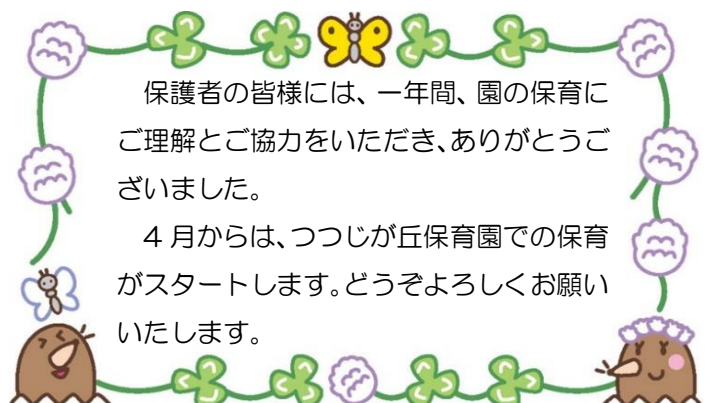 保護者の皆様には、一年間、園の保育に
ご理解とご協力をいただき、ありがとうご
ざいました。
　４月からは、つつじが丘保育園での保育
がスタートします。どうぞよろしくお願い
いたします。